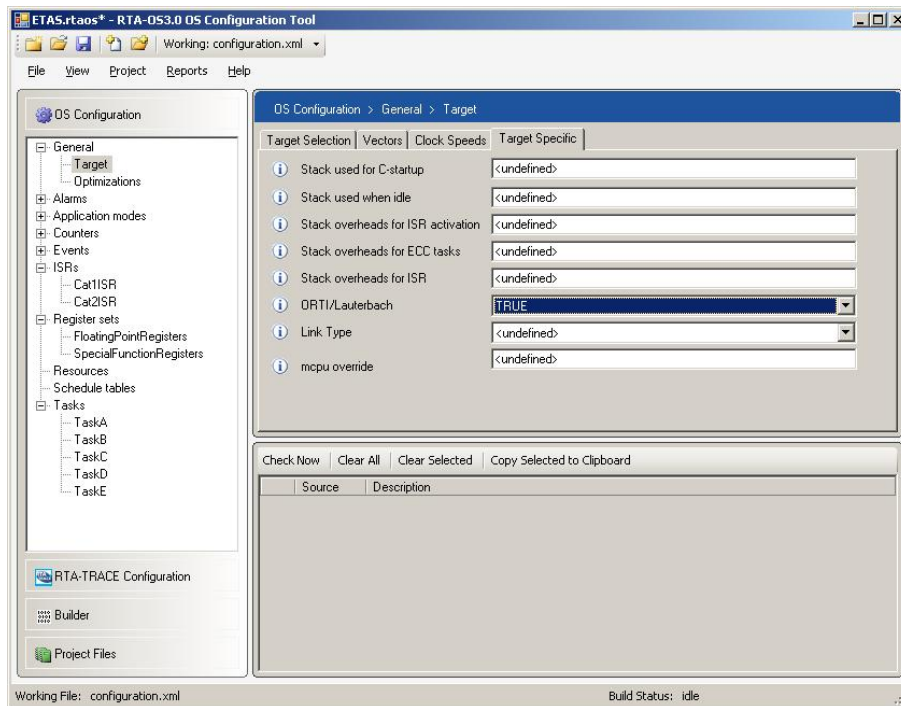 ETAS.rtaos* - RTA-OS3.0 OS Configuration Tool
Working: configuration.xml
File View Project Reports Help
OS Configuration
General
Target
Optimizations
Alarms
Application modes
Counters
Events
ISRs
Cat1ISR
Cat2ISR
Register sets
FloatingPointRegisters
SpecialFunctionRegisters
Resources
Schedule tables
Tasks
TaskA
TaskB
TaskC
TaskD
TaskE
RTA-TRACE Configuration
Builder
Project Files
OS Configuration > General > Target
Target Selection Vectors Clock Speeds Target Specific
Stack used for C-startup <undefined>
Stack used when idle <undefined>
Stack overheads for ISR activation <undefined>
Stack overheads for ECC tasks <undefined>
Stack overheads for ISR <undefined>
ORTI/Lauterbach TRUE
Link Type <undefined>
mcpu override <undefined>
Check Now Clear All Clear Selected Copy Selected to Clipboard
Source Description
Working File: configuration.xml Build Status: idle